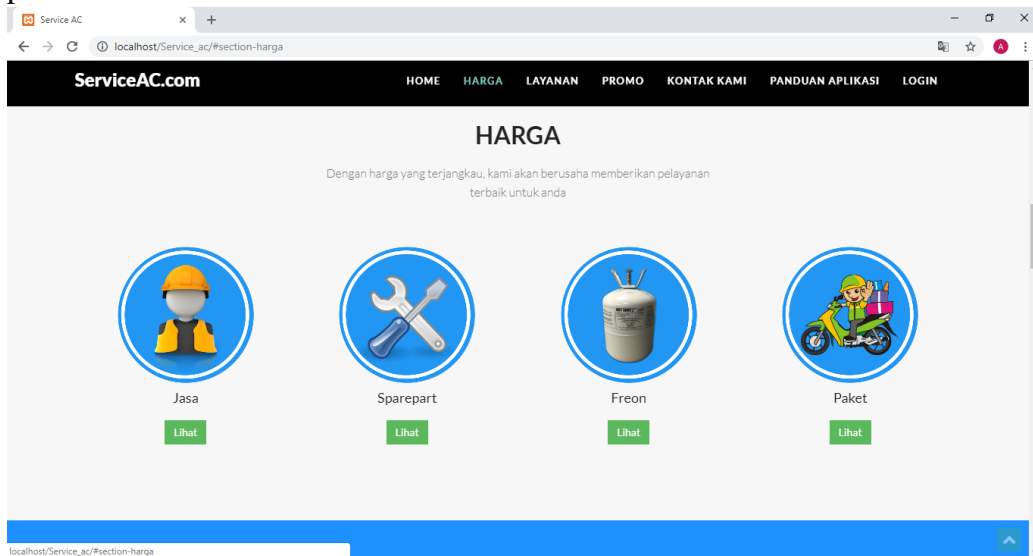 Service AC
localhost/Service_ac/#section-harga
A
ServiceAC.com HOME HARGA LAYANAN PROMO KONTAK KAMI PANDUAN APLIKASI LOGIN
HARGA
Dengan harga yang terjangkau, kami akan berusaha memberikan pelayanan
terbaik untuk anda
Jasa Sparepart Freon Paket
Lihat Lihat Lihat Lihat
localhost/Service_ac/#section-harga